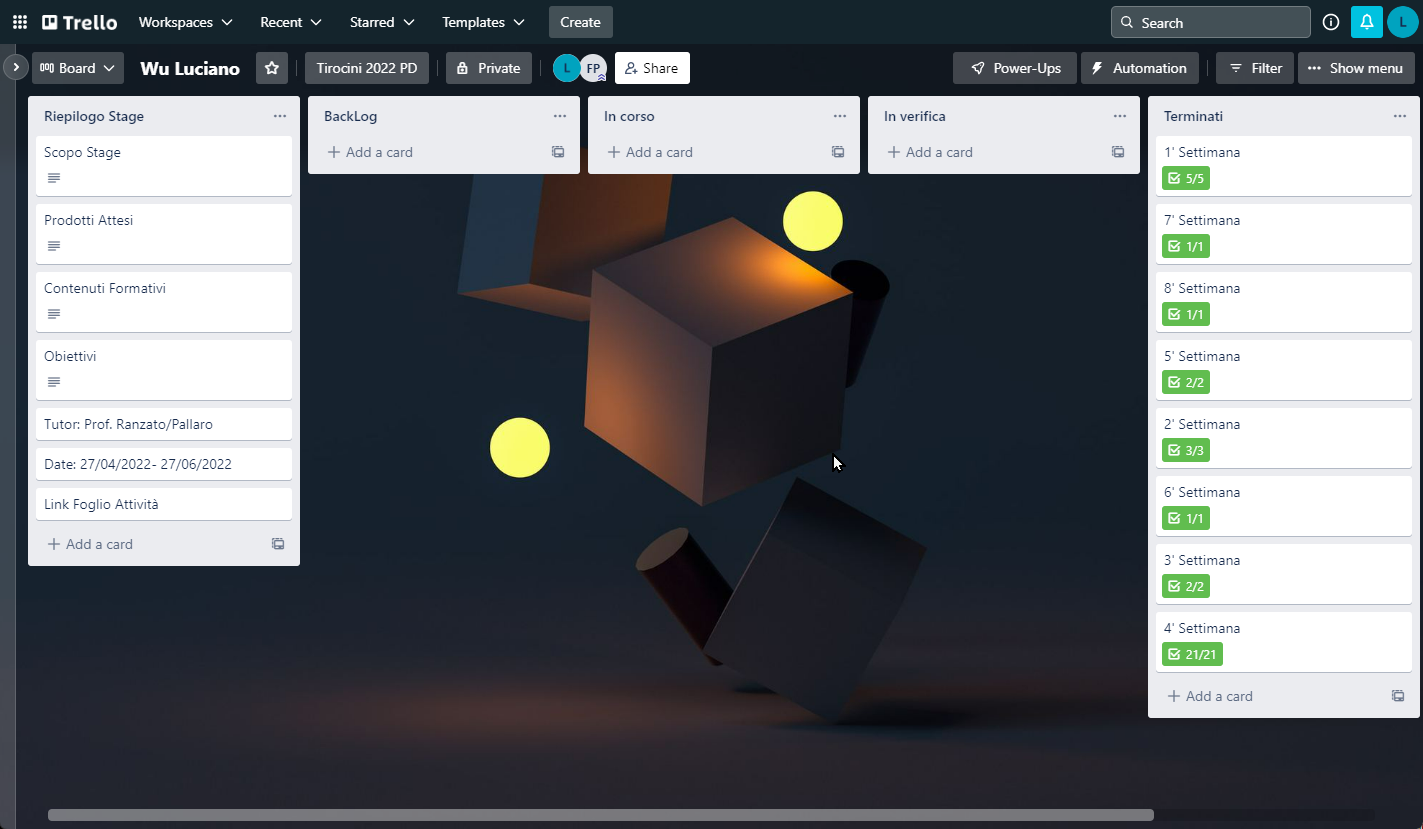 Trello
Workspaces
Recent
Starred
Templates
Create
Search
L
Board
Wu Luciano
Tirocini 2022 PD
Private
L
FP
Share
Power-Ups
Automation
Filter
Show menu
Riepilogo Stage
Scopo Stage
Prodotti Attesi
Contenuti Formativi
Obiettivi
Tutor: Prof. Ranzato/Pallaro
Date: 27/04/2022- 27/06/2022
Link Foglio Attività
Add a card
BackLog
Add a card
In corso
Add a card
In verifica
Add a card
Terminati
1' Settimana
5/5
7' Settimana
1/1
8' Settimana
1/1
5' Settimana
2/2
2' Settimana
3/3
6' Settimana
1/1
3' Settimana
2/2
4' Settimana
21/21
Add a card